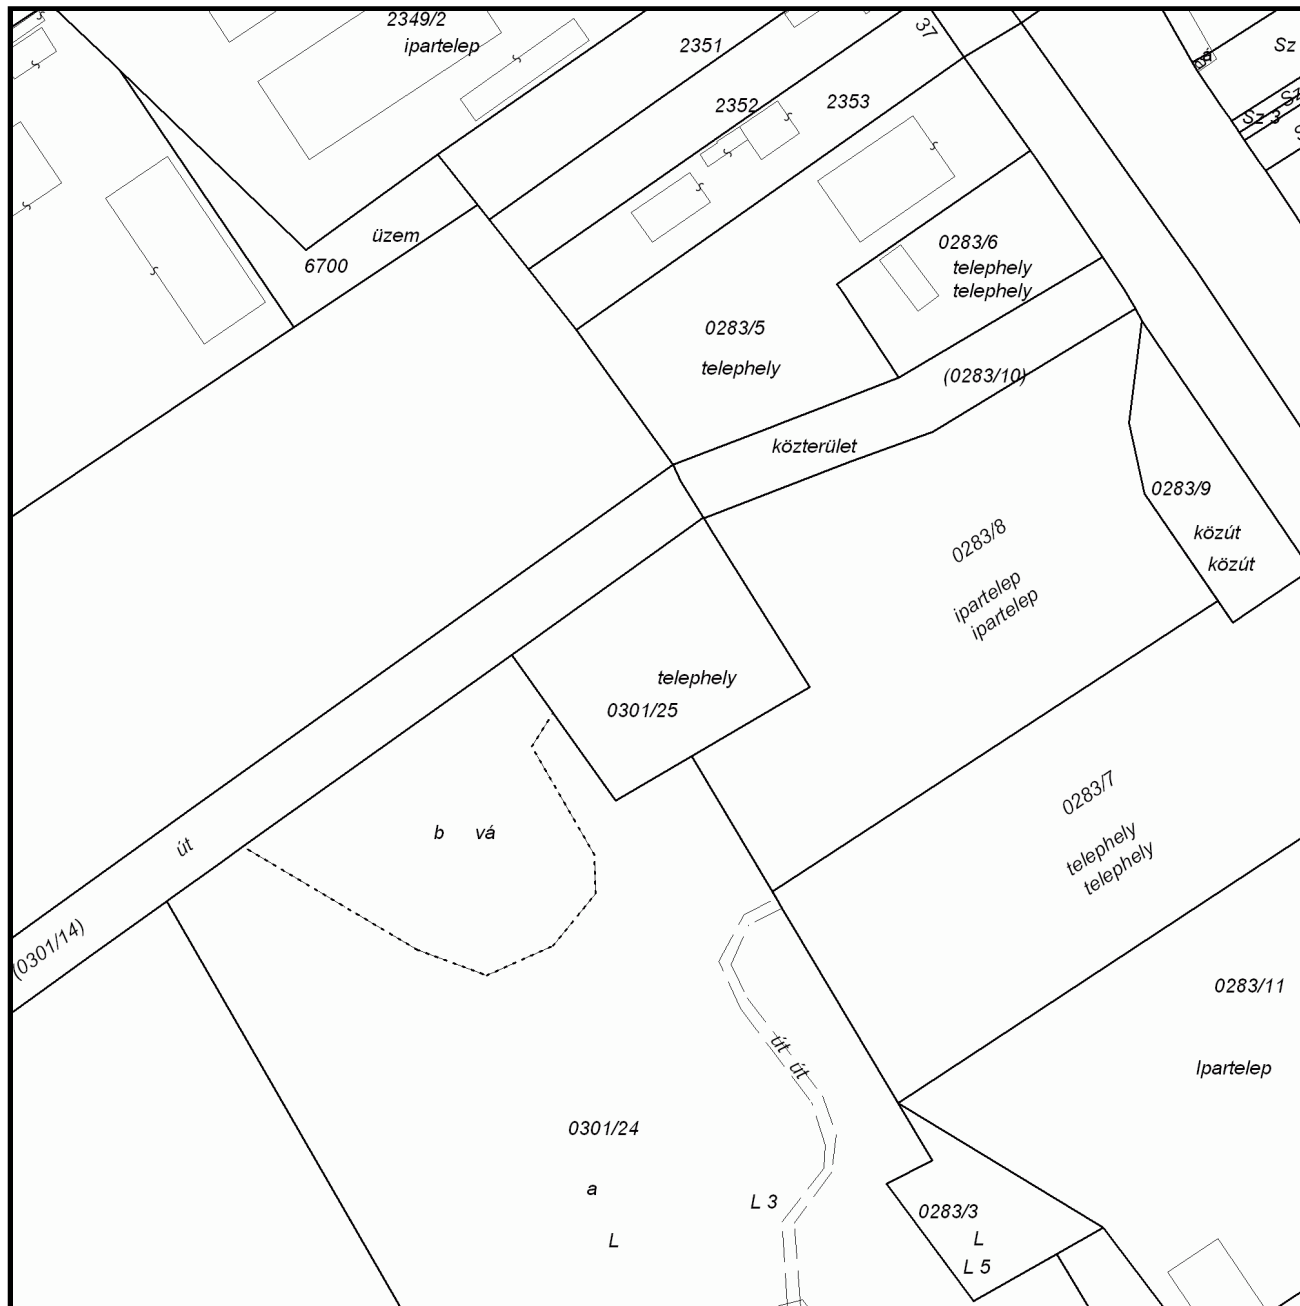 2349/2
ipartelep
2351
37
2352
2353
Sz
Sz 3
üzem
6700
0283/6
telephely
telephely
0283/5
telephely
(0283/10)
közterület
0283/9
közút
közút
0283/8
ipartelep
ipartelep
telephely
0301/25
0283/7
telephely
telephely
b vá
út
(0301/14)
0283/11
Ipartelep
út út
0301/24
a
L
L 3
0283/3
L
L 5